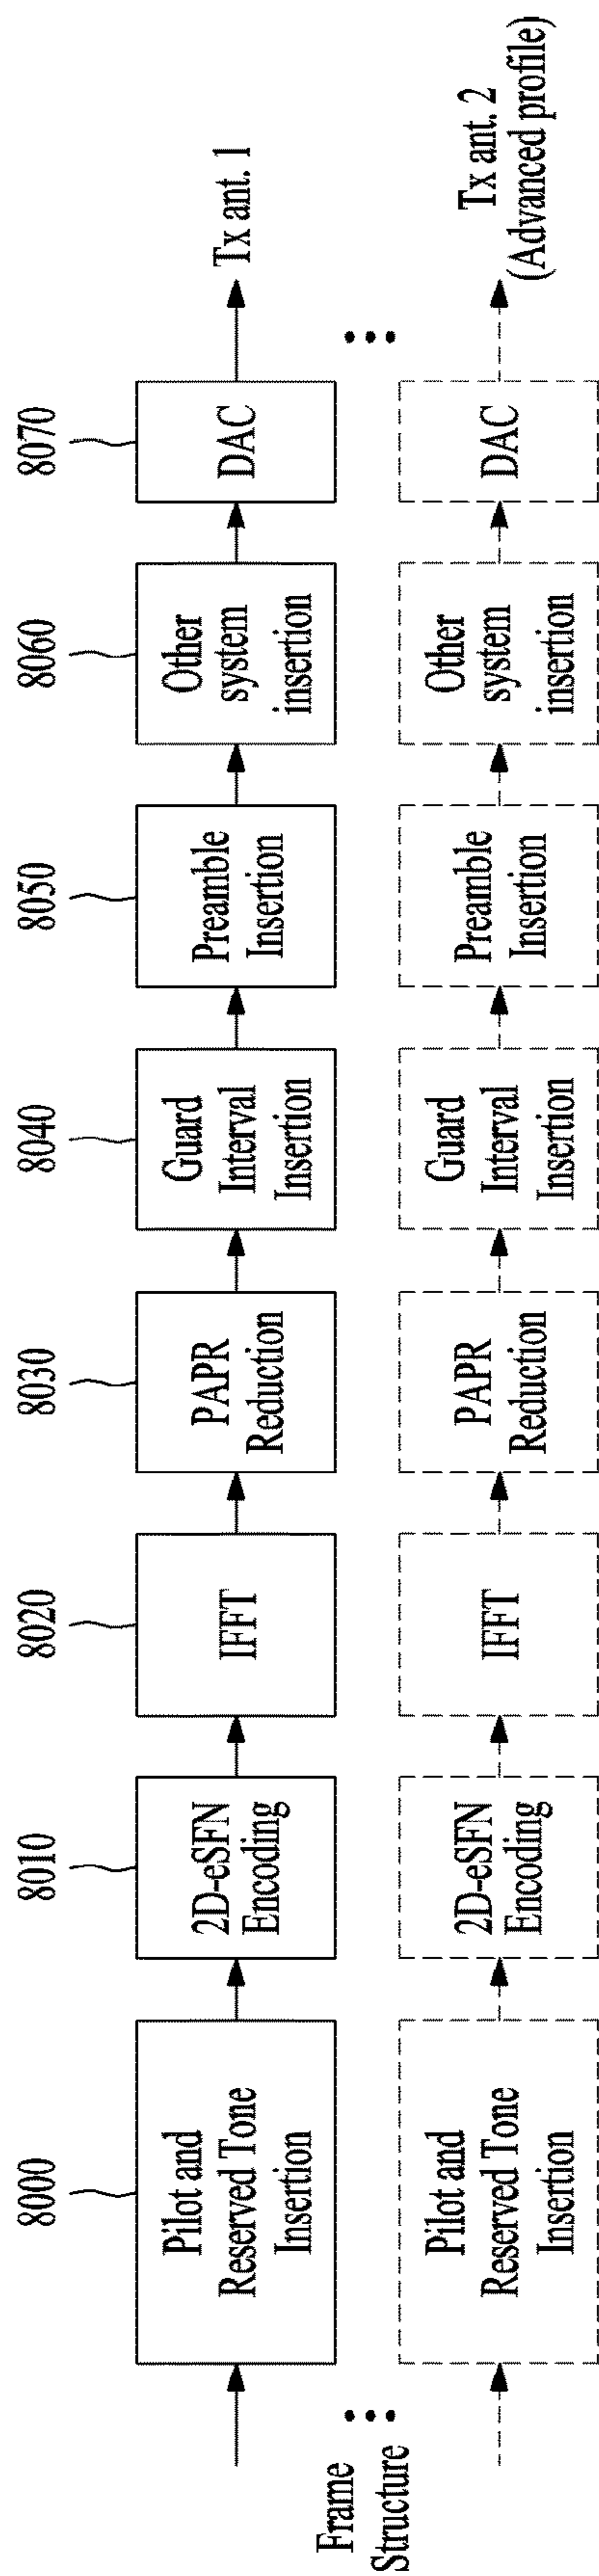 8000
8010
8020
8030
8040
8050
8060
8070
Frame
Structure
Pilot and
Reserved Tone
Insertion
2D-eSFN
Encoding
IFFT
PAPR
Reduction
Guard
Interval
Insertion
Preamble
Insertion
Other
system
insertion
DAC
Tx ant. 1
Pilot and
Reserved Tone
Insertion
2D-eSFN
Encoding
IFFT
PAPR
Reduction
Guard
Interval
Insertion
Preamble
Insertion
Other
system
insertion
DAC
Tx ant. 2
(Advanced profile)